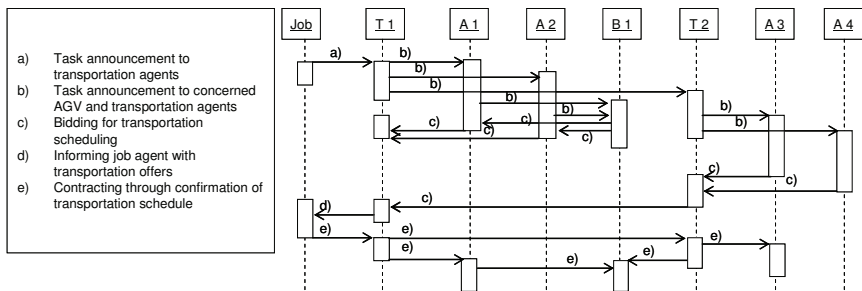 Job T 1 A 1 A 2 B 1 T 2 A 3 A 4
a) Task announcement to
transportation agents
b) Task announcement to concerned
AGV and transportation agents
c) Bidding for transportation
scheduling
d) Informing job agent with
transportation offers
e) Contracting through confirmation of
transportation schedule
a) b)
b)
b)
b)
b) b)
b)
c) c) c) c)
c)
c)
c)
d)
e) e) e)
e) e)
e)